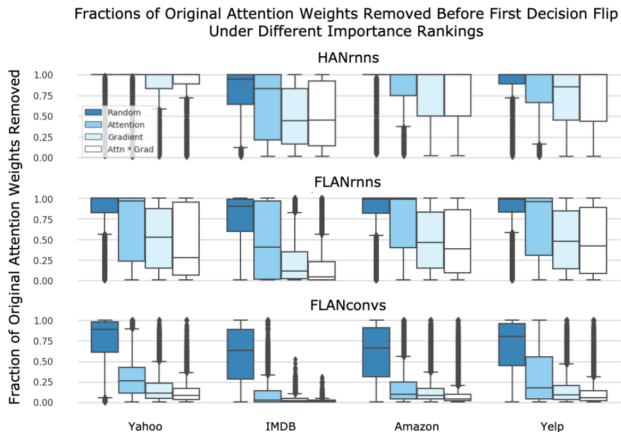 Fractions of Original Attention Weights Removed Before First Decision Flip
Under Different Importance Rankings
Fraction of Original Attention Weights Removed
HANrnns
1.00
0.75
0.50
0.25
0.00
Random
Attention
Gradient
Attn * Grad
FLANrnns
1.00
0.75
0.50
0.25
0.00
FLANconvs
1.00
0.75
0.50
0.25
0.00
Yahoo IMDB Amazon Yelp